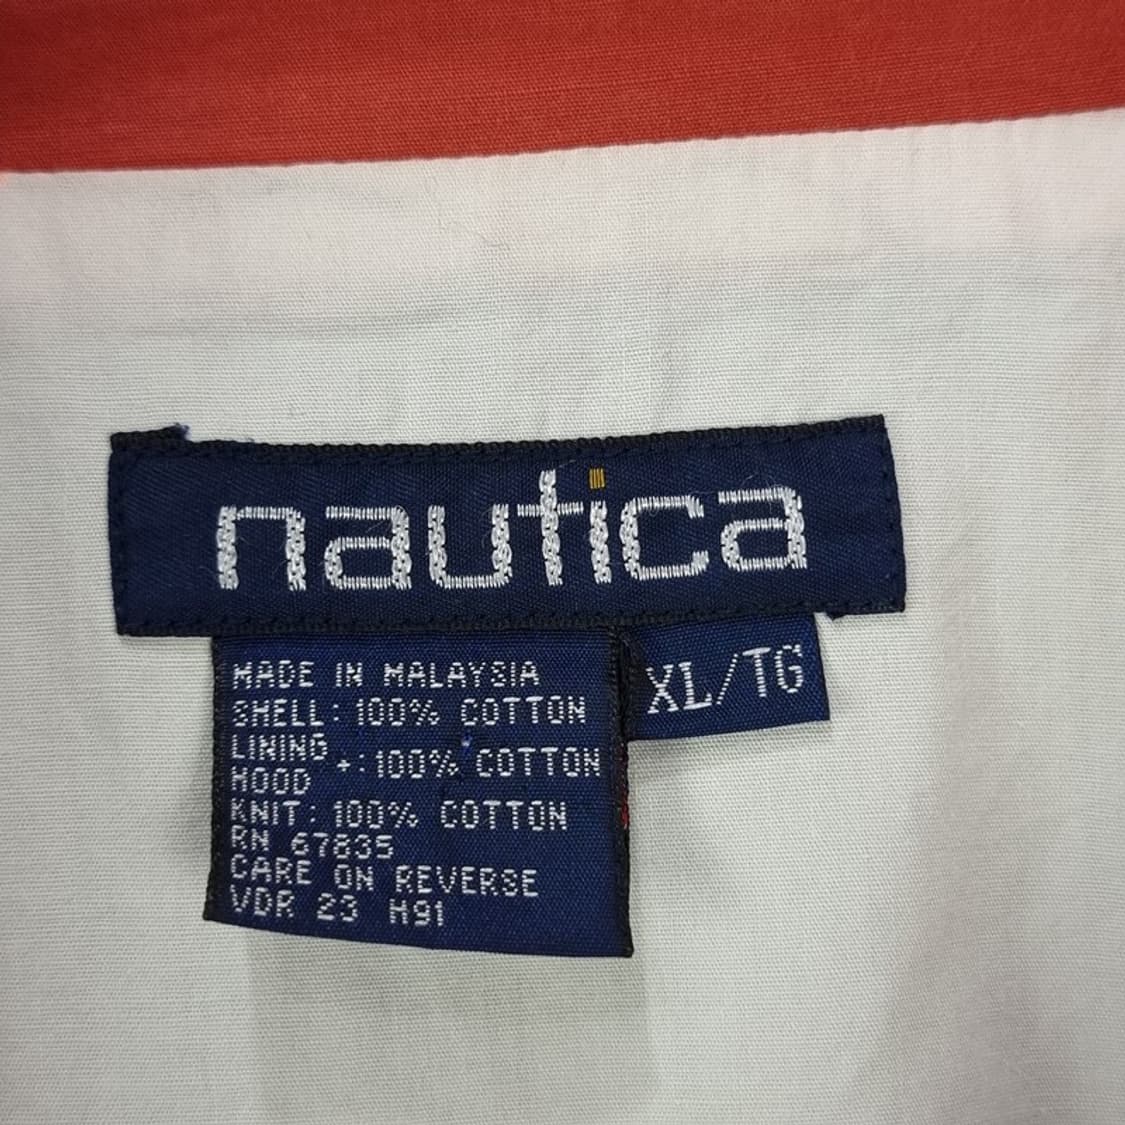 nautica
XL/TG
MADE IN MALAYSIA
SHELL: 100% COTTON
LINING
HOOD +: 100% COTTON
KNIT: 100% COTTON
RN 67835
CARE ON REVERSE
VDR 23 H91